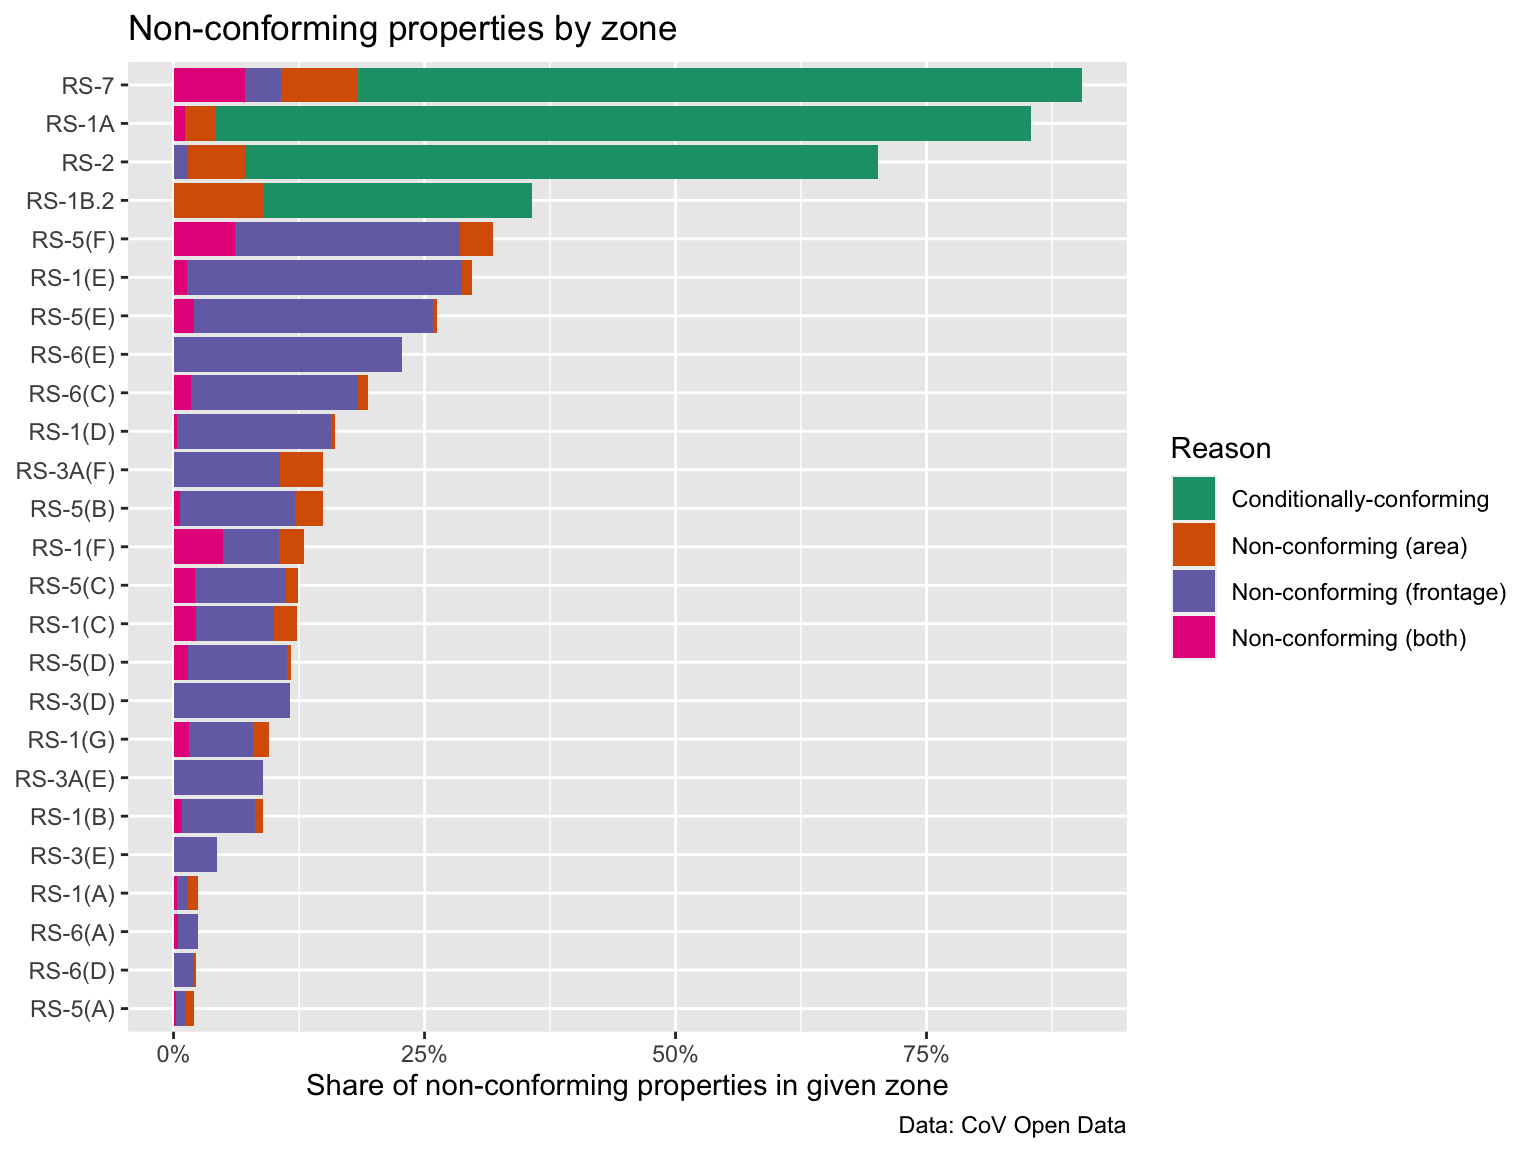 Non-conforming properties by zone
RS-7
RS-1A
RS-2
RS-1B.2
RS-5(F)
RS-1(E)
RS-5(E)
RS-6(E)
RS-6(C)
RS-1(D)
RS-3A(F)
RS-5(B)
RS-1(F)
RS-5(C)
RS-1(C)
RS-5(D)
RS-3(D)
RS-1(G)
RS-3A(E)
RS-1(B)
RS-3(E)
RS-1(A)
RS-6(A)
RS-6(D)
RS-5(A)
0% 25% 50% 75%
Share of non-conforming properties in given zone
Data: CoV Open Data
Reason
Conditionally-conforming
Non-conforming (area)
Non-conforming (frontage)
Non-conforming (both)